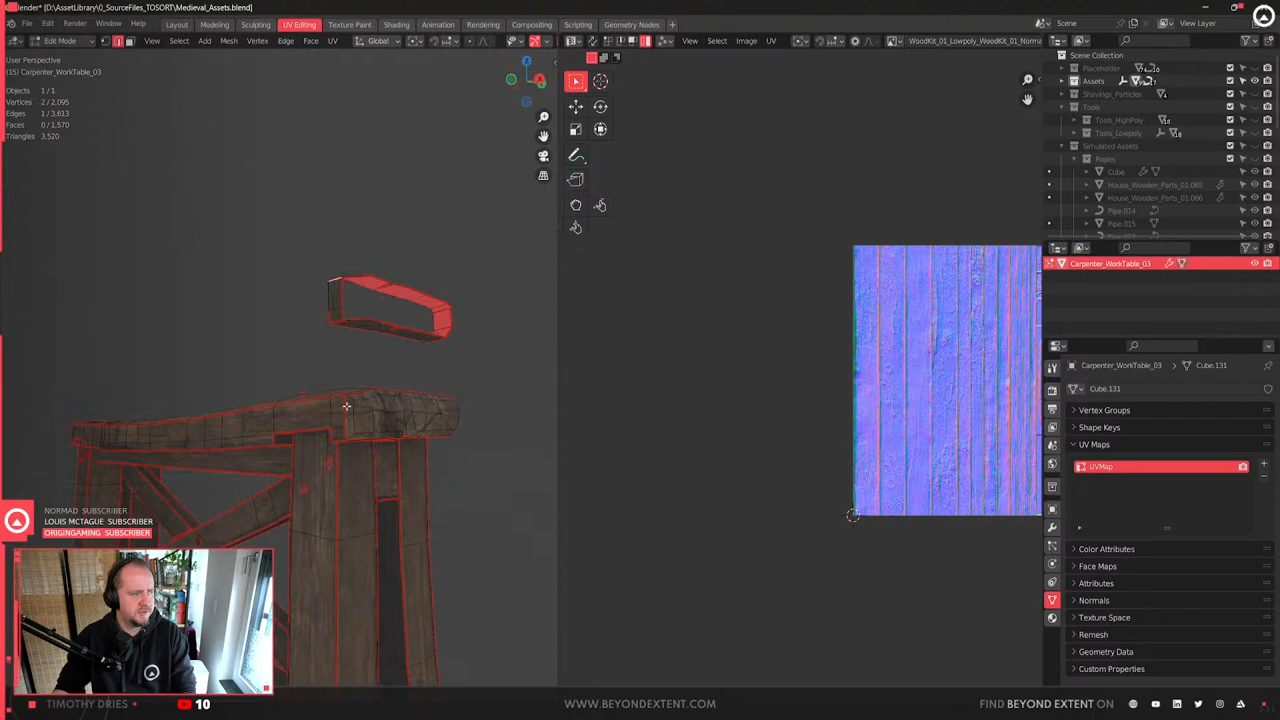 ender* [D:\AssetLibrary\0_SourceFiles_TOSORT\Medieval_Assets.blend]
File Edit Render Window Help Layout Modeling Sculpting UV Editing Texture Paint Shading Animation Rendering Compositing Scripting Geometry Nodes + Scene View Layer
Edit Mode View Select Add Mesh Vertex Edge Face UV Global View Select Image UV WoodKit_01_Lowpoly_WoodKit_01_Norma
User Perspective
(15) Carpenter_WorkTable_03
Objects 1/1
Vertices 2/2,095
Edges 1/3,613
Faces 0/1,570
Triangles 3,520
Z
Scene Collection
Placeholder
Assets
Shavings_Particles
Tools
Tools_HighPoly
Tools_Lowpoly
Simulated Assets
Ropes
Cube
House_Wooden_Parts_01.065
House_Wooden_Parts_01.066
Pipe.014
Pipe.015
Carpenter_WorkTable_03
Carpenter_WorkTable_03 Cube.131
Cube.131
Vertex Groups
Shape Keys
UV Maps
UVMap
Color Attributes
Face Maps
Attributes
Normals
Texture Space
Remesh
Geometry Data
Custom Properties
NORMAD SUBSCRIBER
LOUIS MCTAGUE SUBSCRIBER
ORIGINGAMING SUBSCRIBER
TIMOTHY DRIES 10 WWW.BEYONDEXTENT.COM FIND BEYOND EXTENT ON